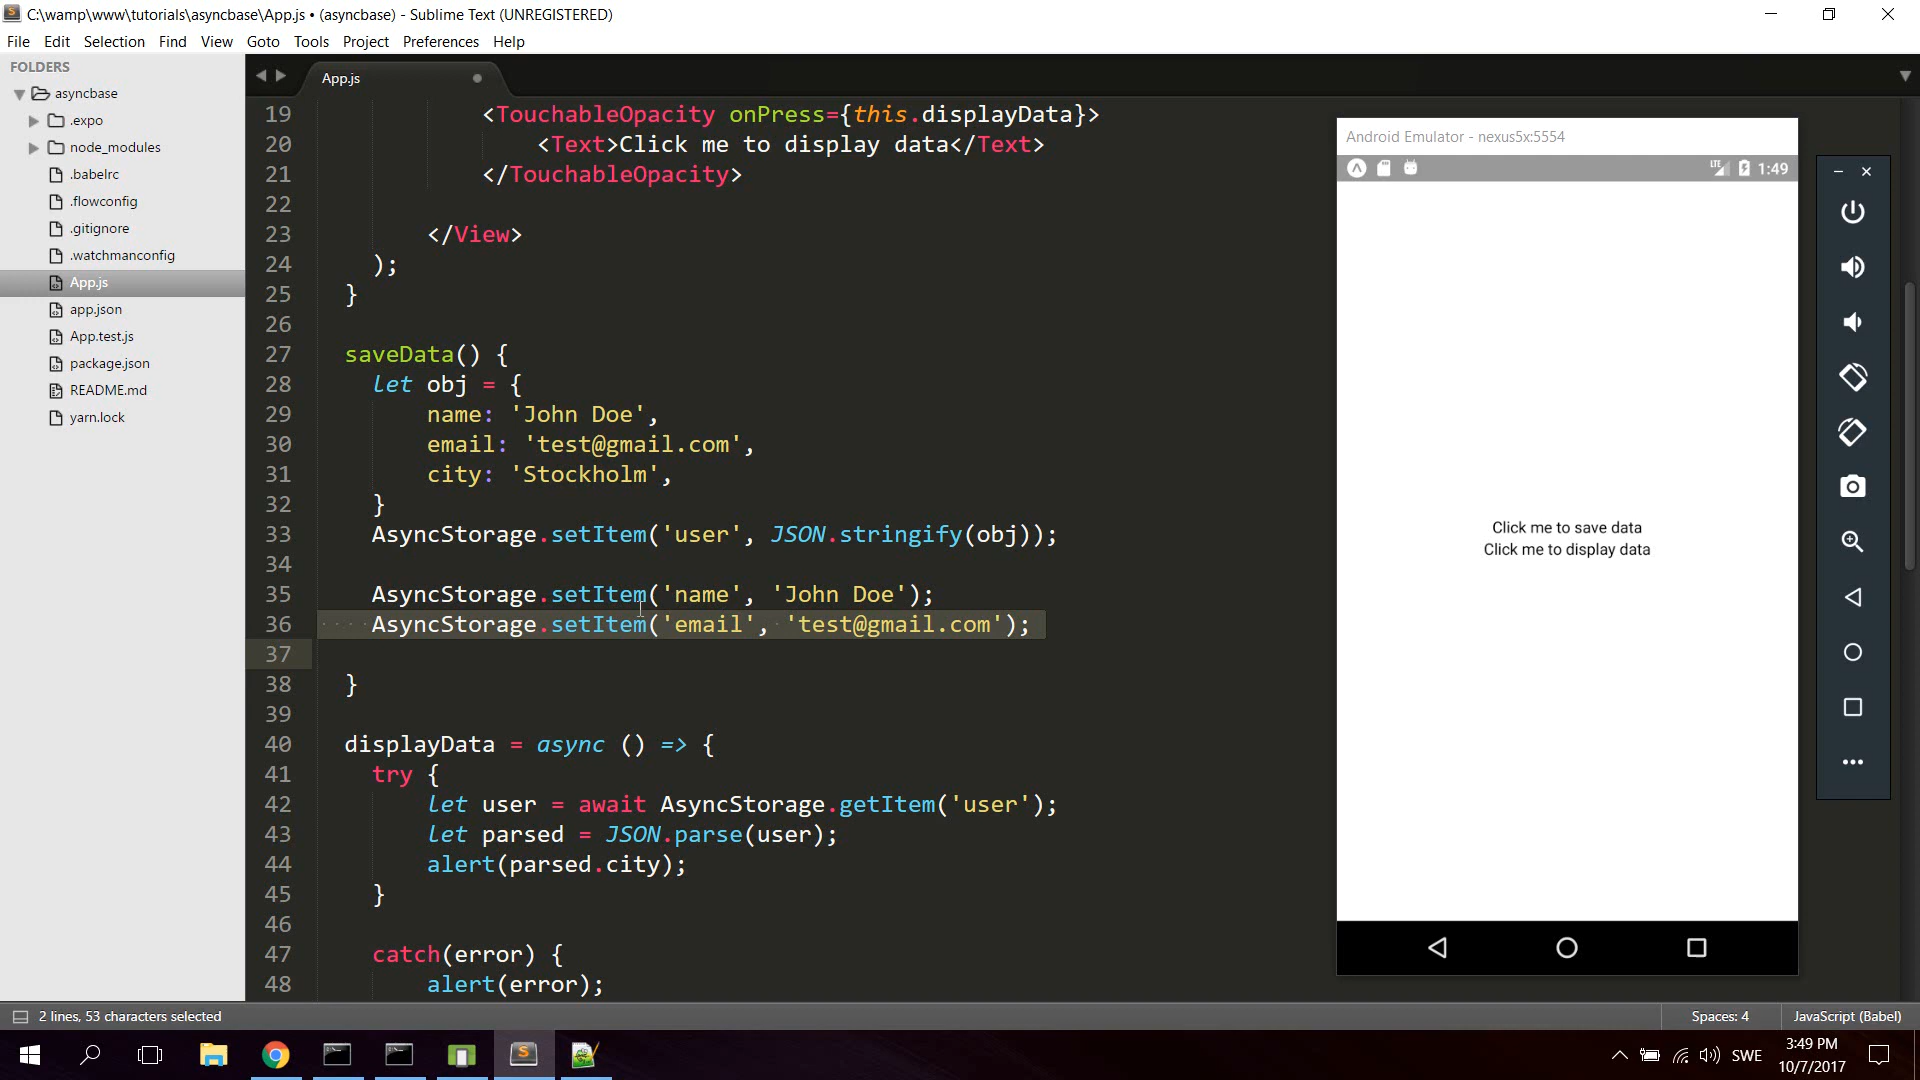 C:\wamp\www\tutorials\asyncbase\App.js • (asyncbase) - Sublime Text (UNREGISTERED)
File Edit Selection Find View Goto Tools Project Preferences Help
FOLDERS
asyncbase
.expo
node_modules
.babelrc
.flowconfig
.gitignore
.watchmanconfig
App.js
app.json
App.test.js
package.json
README.md
yarn.lock
App.js
19 <TouchableOpacity onPress={this.displayData}>
20 <Text>Click me to display data</Text>
21 </TouchableOpacity>
22
23 </View>
24 );
25 }
26
27 saveData() {
28 let obj = {
29 name: 'John Doe',
30 email: 'test@gmail.com',
31 city: 'Stockholm',
32 }
33 AsyncStorage.setItem('user', JSON.stringify(obj));
34
35 AsyncStorage.setItem('name', 'John Doe');
36 AsyncStorage.setItem('email', 'test@gmail.com');
37
38 }
39
40 displayData = async () => {
41 try {
42 let user = await AsyncStorage.getItem('user');
43 let parsed = JSON.parse(user);
44 alert(parsed.city);
45 }
46
47 catch(error) {
48 alert(error);
Android Emulator - nexus5x:5554
LTE 1:49
Click me to save data
Click me to display data
2 lines, 53 characters selected
Spaces: 4
JavaScript (Babel)
SWE
3:49 PM
10/7/2017